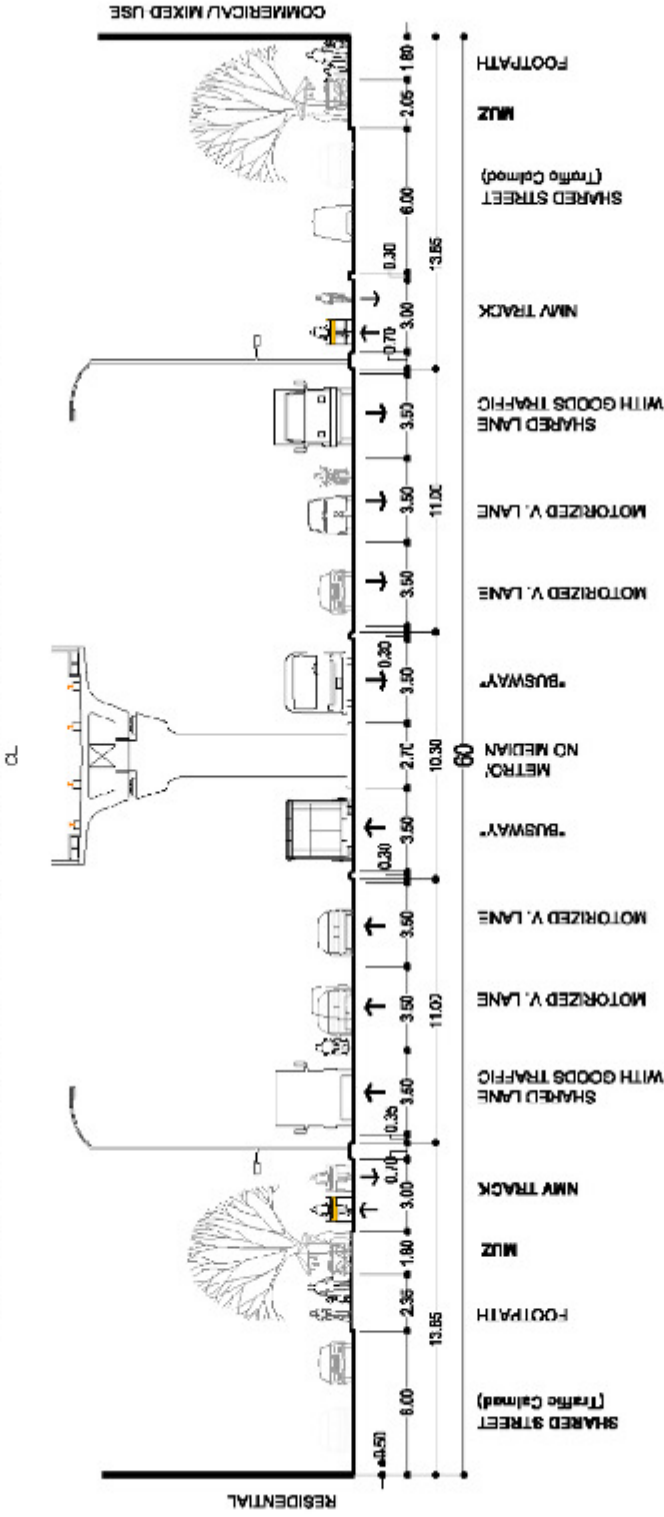 COMMERICAL/ MIXED USE
CL
RESIDENTIAL
1.80
2.05
6.00
0.30
3.00
0.70
3.50
3.50
3.50
0.30
3.50
2.70
3.50
0.30
3.50
3.50
3.50
0.35
0.70
3.00
1.80
2.35
6.00
0.50
13.85
11.00
10.30
11.00
13.85
60
FOOTPATH
MUZ
SHARED STREET
(Traffic Calmed)
NMV TRACK
SHARED LANE
WITH GOODS TRAFFIC
MOTORIZED V. LANE
MOTORIZED V. LANE
"BUSWAY"
METRO/
NO MEDIAN
"BUSWAY"
MOTORIZED V. LANE
MOTORIZED V. LANE
SHARED LANE
WITH GOODS TRAFFIC
NMV TRACK
MUZ
FOOTPATH
SHARED STREET
(Traffic Calmed)